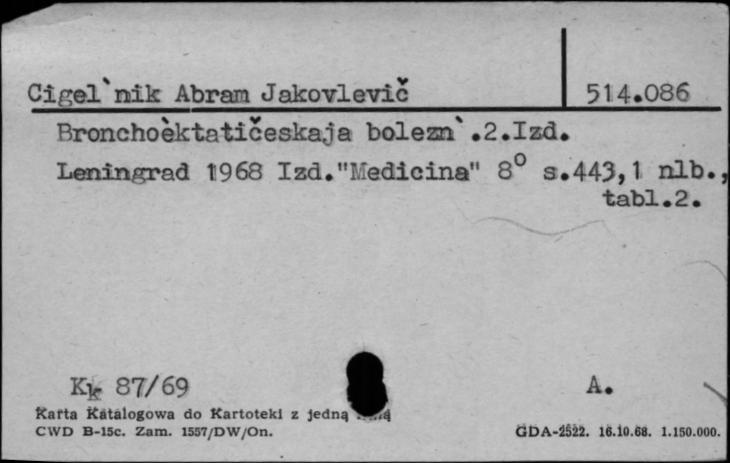 Cigel`nik Abram Jakovlevič 514.086
Bronchoèktatičeskaja bolezn`.2.Izd.
Leningrad 1968 Izd."Medicina" 8° s.443,1 nlb.,
tabl.2.
Kk 87/69 A.
Karta Katalogowa do Kartoteki z jedną
CWD B-15c. Zam. 1557/DW/On. GDA-2522. 16.10.68. 1.150.000.